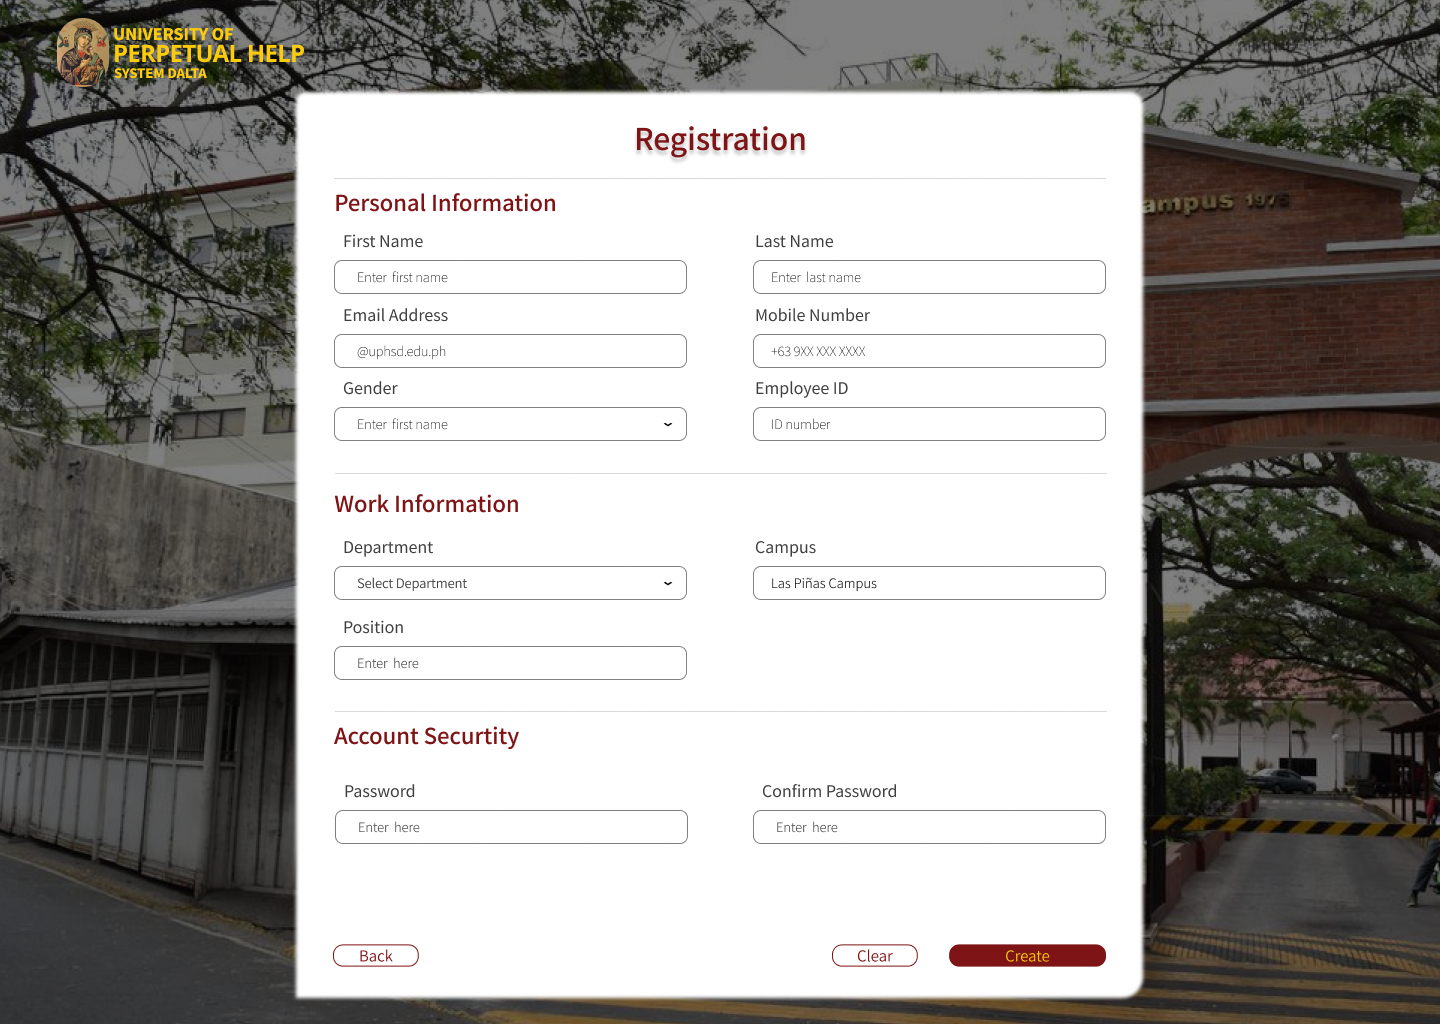 UNIVERSITY OF
PERPETUAL HELP
SYSTEM DALTA
ampus 1975
Registration
Personal Information
First Name
Last Name
Enter first name
Enter last name
Email Address
Mobile Number
@uphsd.edu.ph
+63 9XX XXX XXXX
Gender
Employee ID
Enter first name
ID number
Work Information
Department
Campus
Select Department
Las Piñas Campus
Position
Enter here
Account Securtity
Password
Confirm Password
Enter here
Enter here
Back
Clear
Create